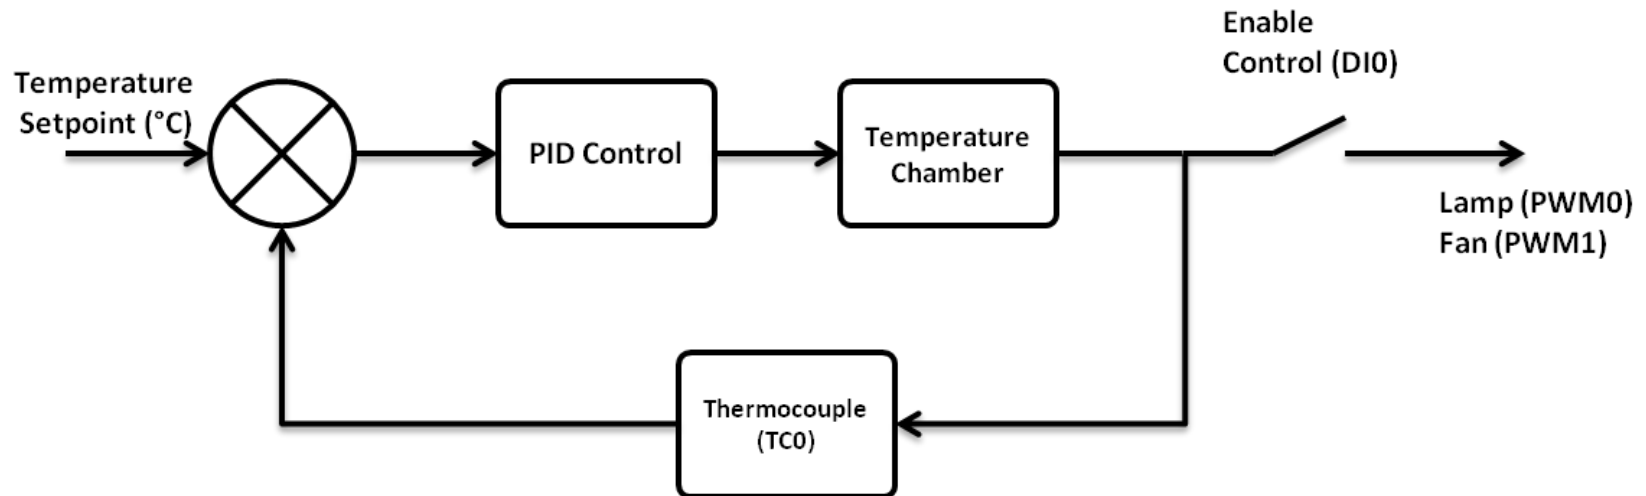 Temperature
Setpoint (°C)
PID Control
Temperature
Chamber
Enable
Control (DI0)
Lamp (PWM0)
Fan (PWM1)
Thermocouple
(TC0)